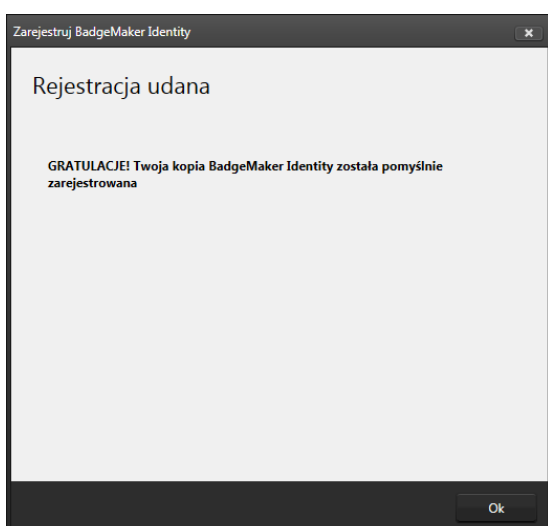 Zarejestruj BadgeMaker Identity
Rejestracja udana
GRATULACJE! Twoja kopia BadgeMaker Identity została pomyślnie
zarejestrowana
Ok